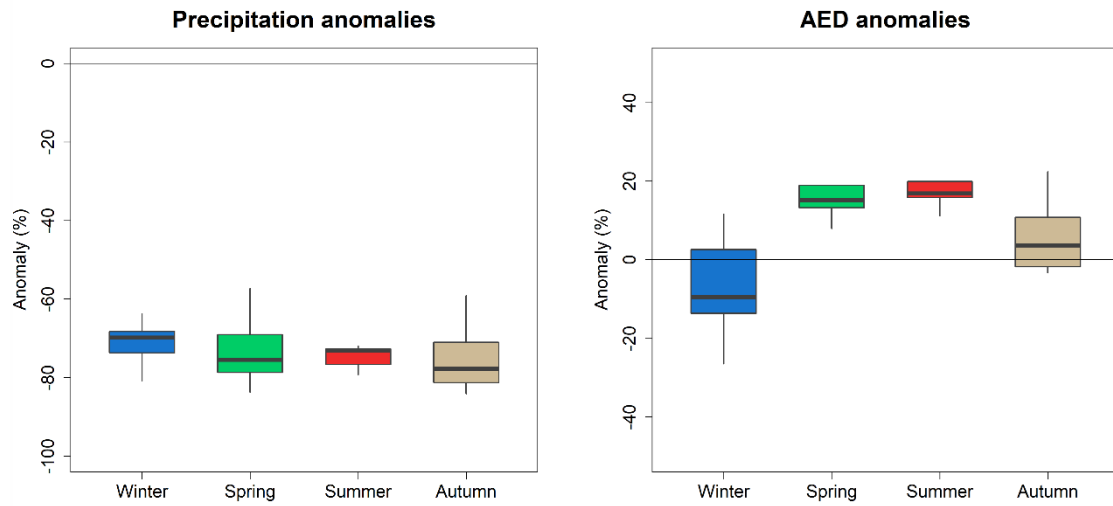 Precipitation anomalies
Anomaly (%)
0
-20
-40
-60
-80
-100
Winter Spring Summer Autumn
AED anomalies
Anomaly (%)
40
20
0
-20
-40
Winter Spring Summer Autumn